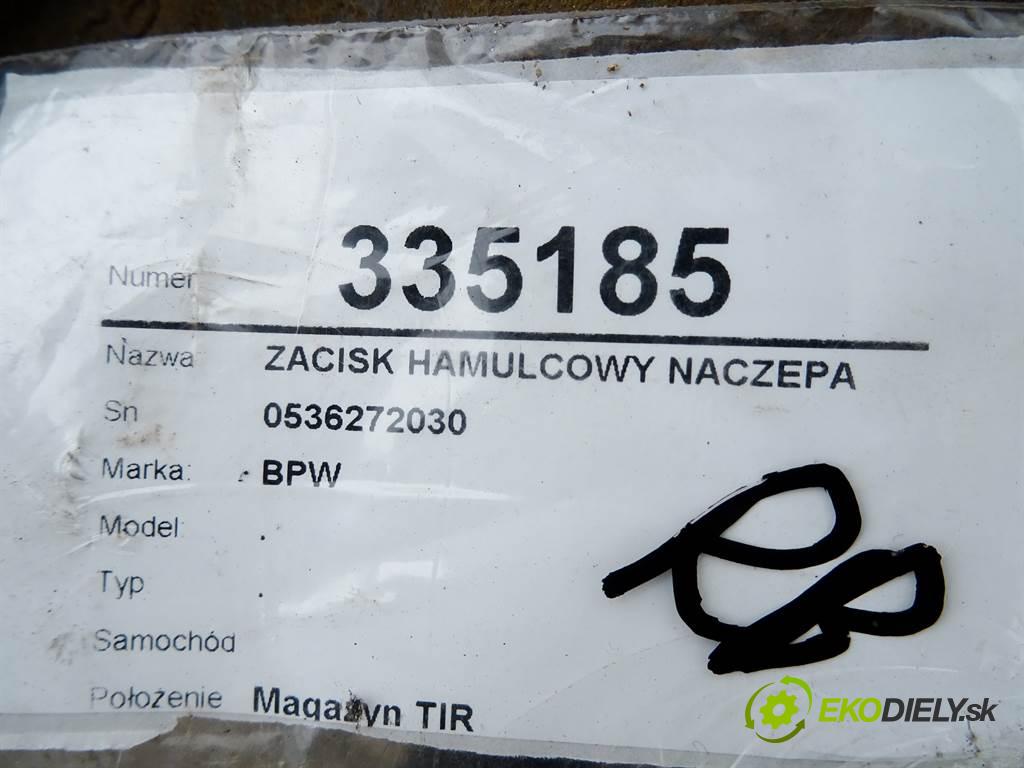 Numer 335185
Nazwa ZACISK HAMULCOWY NACZEPA
Sn 0536272030
Marka: BPW
Model: .
Typ .
Samochód
Położenie Magazyn TIR
EKODIELY.sk